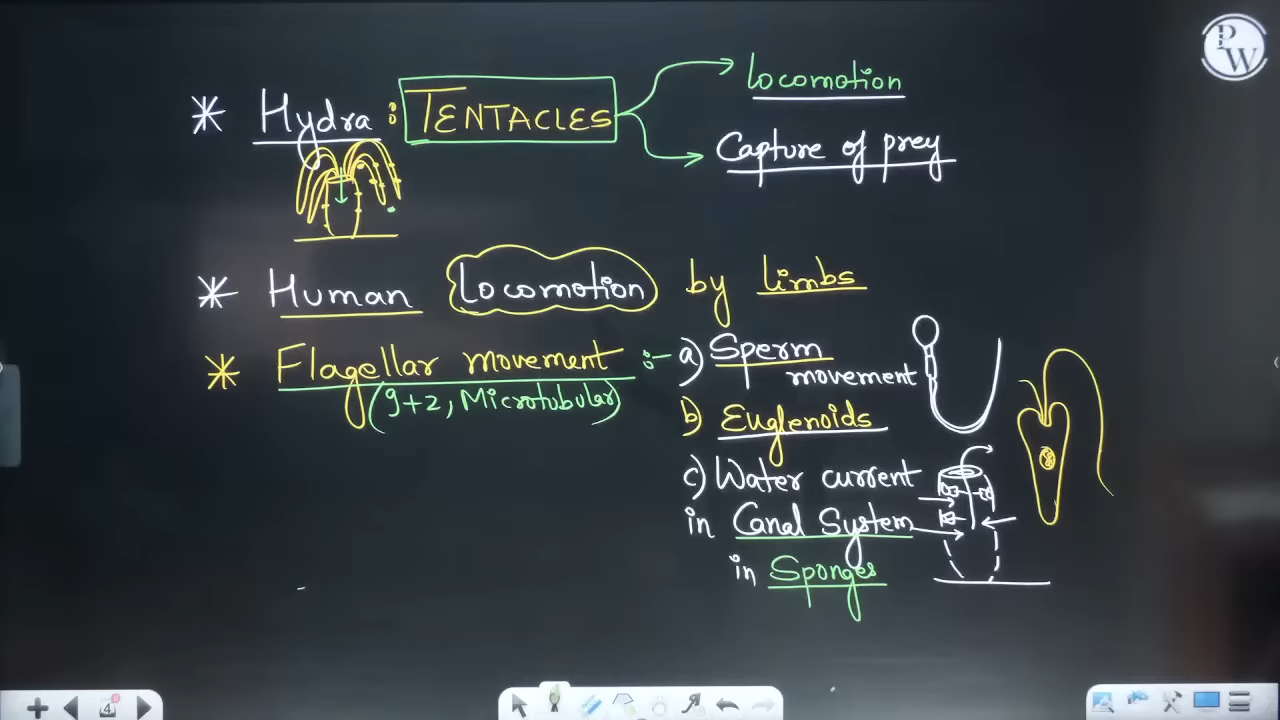 PW
* Hydra : TENTACLES
Locomotion
Capture of prey
* Human Locomotion by limbs
* Flagellar movement :- a) Sperm
movement
(9+2, Microtubular)
b) Euglenoids
c) Water current
in Canal System
in Sponges
4